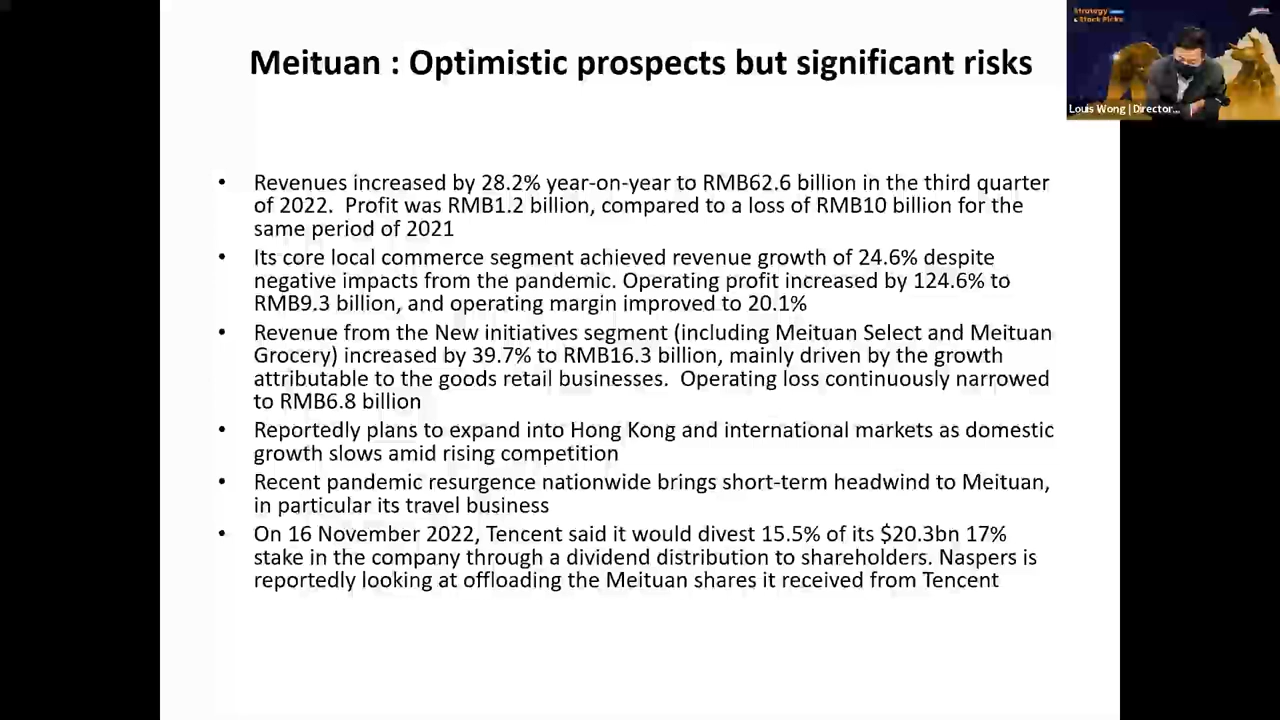 Meituan : Optimistic prospects but significant risks
Strategy
& Stock Picks
Louis Wong | Director...
• Revenues increased by 28.2% year-on-year to RMB62.6 billion in the third quarter
of 2022. Profit was RMB1.2 billion, compared to a loss of RMB10 billion for the
same period of 2021
• Its core local commerce segment achieved revenue growth of 24.6% despite
negative impacts from the pandemic. Operating profit increased by 124.6% to
RMB9.3 billion, and operating margin improved to 20.1%
• Revenue from the New initiatives segment (including Meituan Select and Meituan
Grocery) increased by 39.7% to RMB16.3 billion, mainly driven by the growth
attributable to the goods retail businesses. Operating loss continuously narrowed
to RMB6.8 billion
• Reportedly plans to expand into Hong Kong and international markets as domestic
growth slows amid rising competition
• Recent pandemic resurgence nationwide brings short-term headwind to Meituan,
in particular its travel business
• On 16 November 2022, Tencent said it would divest 15.5% of its $20.3bn 17%
stake in the company through a dividend distribution to shareholders. Naspers is
reportedly looking at offloading the Meituan shares it received from Tencent